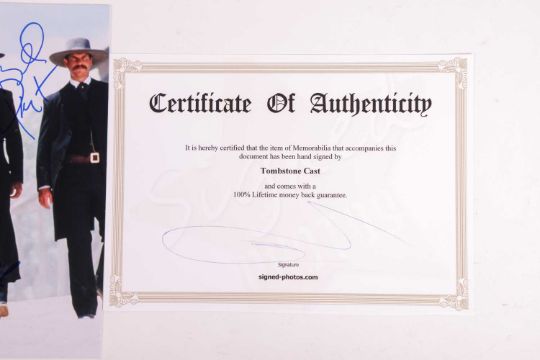 Certificate Of Authenticity
It is hereby certified that the item of Memorabilia that accompanies this
document has been hand signed by
Tombstone Cast
and comes with a
100% Lifetime money back guarantee.
Signature
signed-photos.com